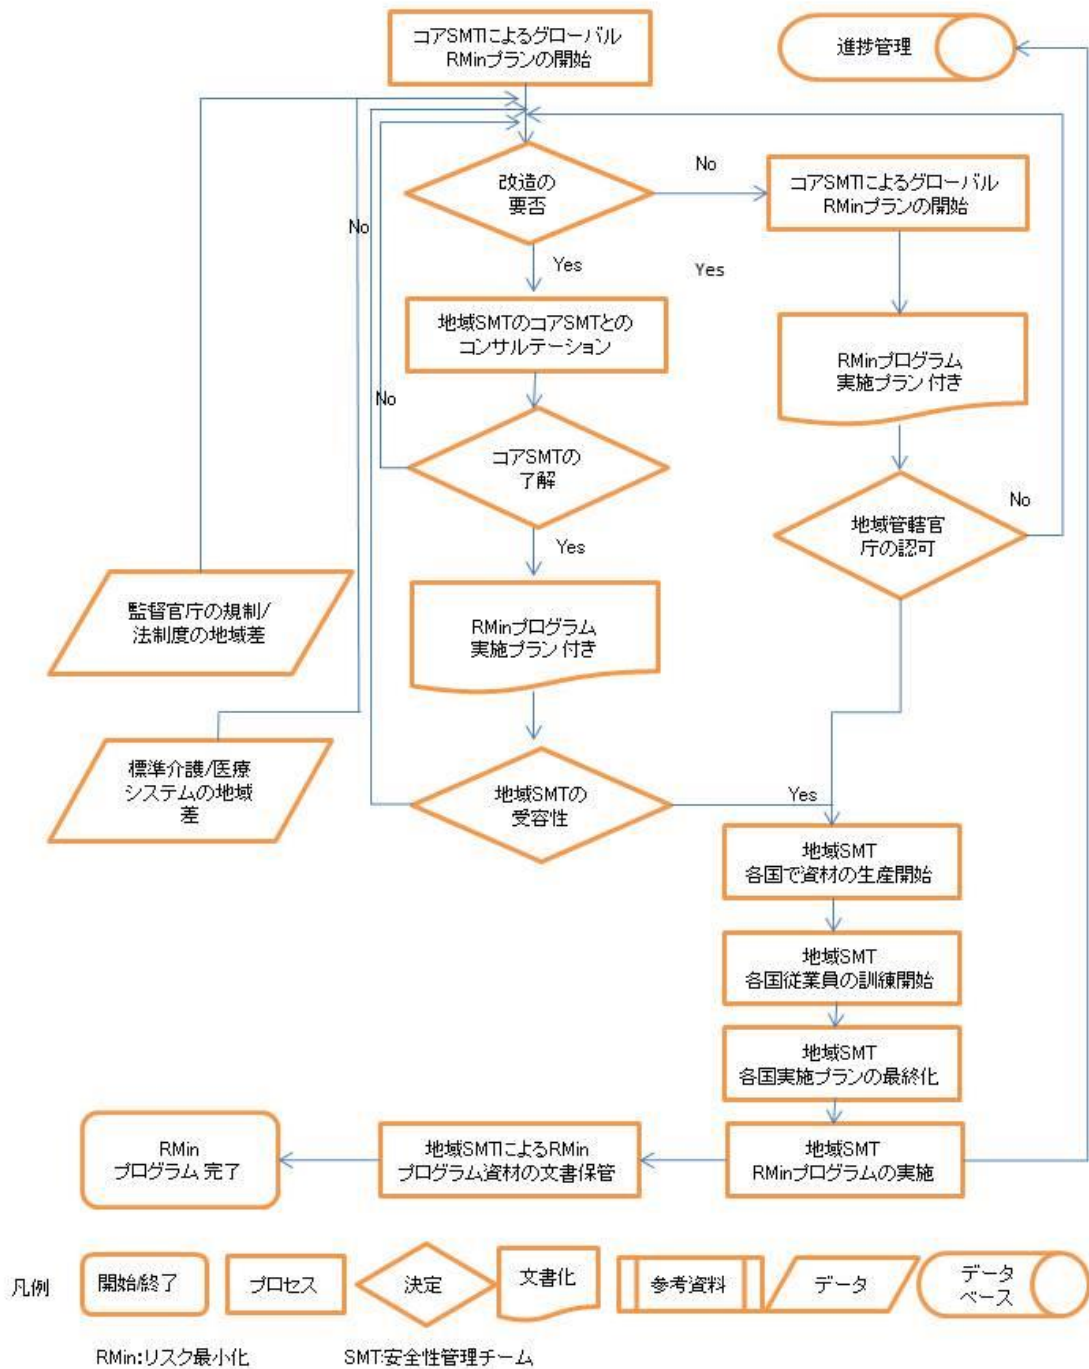 コアSMTによるグローバル
RMinプランの開始
進捗管理
改造の
要否
No
コアSMTによるグローバル
RMinプランの開始
No
Yes
Yes
地域SMTのコアSMTとの
コンサルテーション
RMinプログラム
実施プラン 付き
No
コアSMTの
了解
No
地域管轄官
庁の認可
Yes
監督官庁の規制/
法制度の地域差
RMinプログラム
実施プラン 付き
標準介護/医療
システムの地域
差
地域SMTの
受容性
Yes
地域SMT
各国で資材の生産開始
地域SMT
各国従業員の訓練開始
地域SMT
各国実施プランの最終化
RMin
プログラム 完了
地域SMTによるRMin
プログラム資材の文書保管
地域SMT
RMinプログラムの実施
凡例
開始/終了
プロセス
決定
文書化
参考資料
データ
データ
ベース
RMin:リスク最小化
SMT:安全性管理チーム